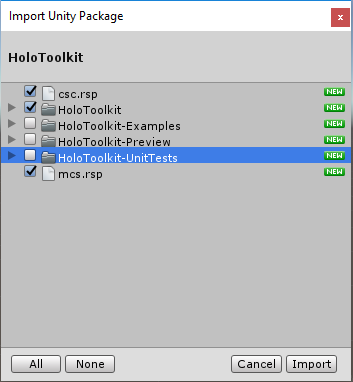 Import Unity Package
x
HoloToolkit
csc.rsp NEW
HoloToolkit NEW
HoloToolkit-Examples NEW
HoloToolkit-Preview NEW
HoloToolkit-UnitTests NEW
mcs.rsp NEW
All None Cancel Import